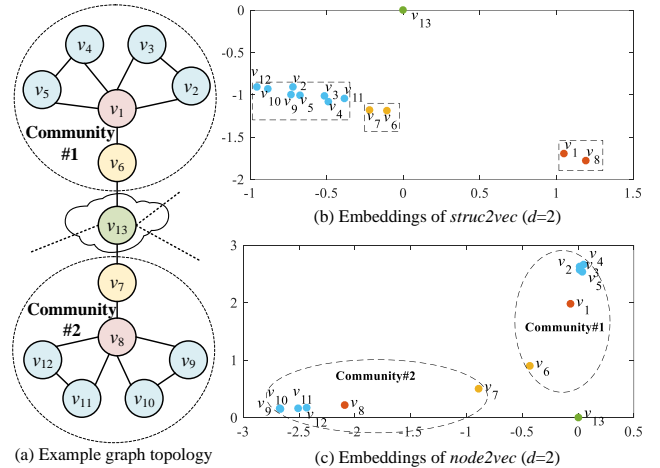 v4
v3
v5
v2
v1
Community
#1
v6
v13
v7
Community
#2
v8
v12
v9
v11
v10
(a) Example graph topology
0
-0.5
-1
-1.5
-2
v13
v12
v2
v3
v11
v10
v9
v5
v4
v7
v6
v1
v8
-1
-0.5
0
0.5
1
1.5
(b) Embeddings of struc2vec (d=2)
3
2
1
0
v2
v4
v3
v5
v1
Community#1
v6
Community#2
v7
v10
v11
v9
v12
v8
v13
-3
-2.5
-2
-1.5
-1
-0.5
0
0.5
(c) Embeddings of node2vec (d=2)